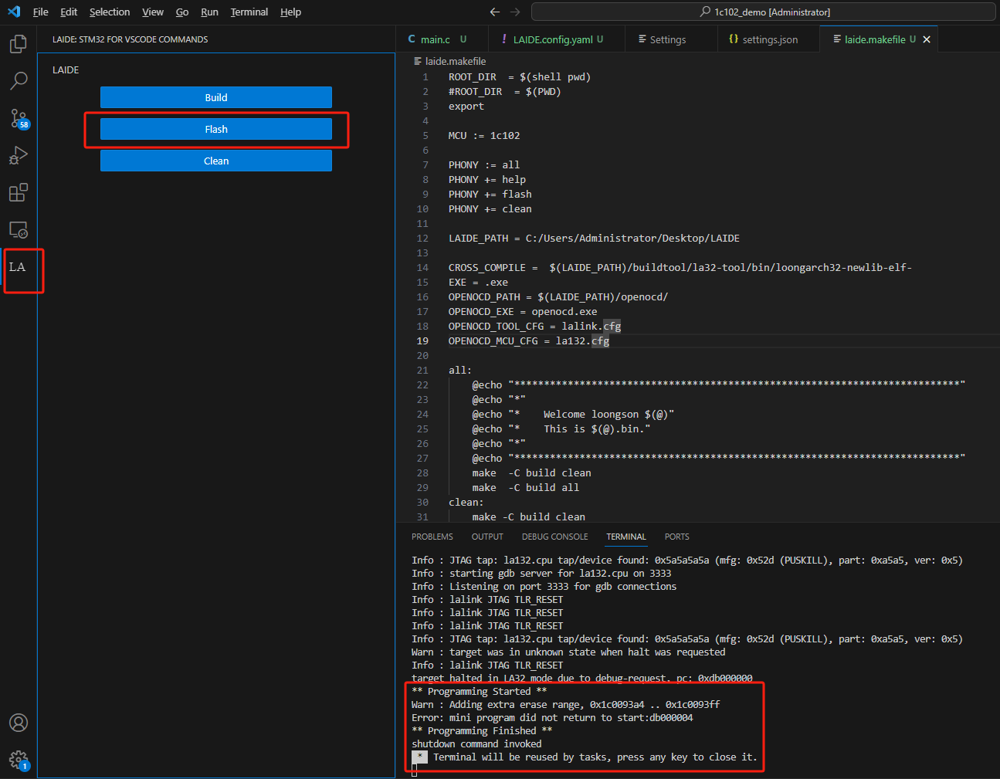 File Edit Selection View Go Run Terminal Help
1c102_demo [Administrator]
LAIDE: STM32 FOR VSCODE COMMANDS
LAIDE
Build
Flash
Clean
58
LA
1
main.c U
LAIDE.config.yaml U
Settings
settings.json
laide.makefile U
laide.makefile
1 ROOT_DIR  = $(shell pwd)
2 #ROOT_DIR  = $(PWD)
3 export
4
5 MCU := 1c102
6
7 PHONY := all
8 PHONY += help
9 PHONY += flash
10 PHONY += clean
11
12 LAIDE_PATH = C:/Users/Administrator/Desktop/LAIDE
13
14 CROSS_COMPILE =  $(LAIDE_PATH)/buildtool/la32-tool/bin/loongarch32-newlib-elf-
15 EXE = .exe
16 OPENOCD_PATH = $(LAIDE_PATH)/openocd/
17 OPENOCD_EXE = openocd.exe
18 OPENOCD_TOOL_CFG = lalink.cfg
19 OPENOCD_MCU_CFG = la132.cfg
20
21 all:
22     @echo "***************************************************************************"
23     @echo "*"
24     @echo "*    Welcome loongson $(@)"
25     @echo "*    This is $(@).bin."
26     @echo "*"
27     @echo "***************************************************************************"
28     make  -C build clean
29     make  -C build all
30 clean:
31     make -C build clean
PROBLEMS OUTPUT DEBUG CONSOLE TERMINAL PORTS
Info : JTAG tap: la132.cpu tap/device found: 0x5a5a5a5a (mfg: 0x52d (PUSKILL), part: 0xa5a5, ver: 0x5)
Info : starting gdb server for la132.cpu on 3333
Info : Listening on port 3333 for gdb connections
Info : lalink JTAG TLR_RESET
Info : lalink JTAG TLR_RESET
Info : lalink JTAG TLR_RESET
Info : JTAG tap: la132.cpu tap/device found: 0x5a5a5a5a (mfg: 0x52d (PUSKILL), part: 0xa5a5, ver: 0x5)
Warn : target was in unknown state when halt was requested
Info : lalink JTAG TLR_RESET
target halted in LA32 mode due to debug-request, pc: 0xdb000000
** Programming Started **
Warn : Adding extra erase range, 0x1c0093a4 .. 0x1c0093ff
Error: mini program did not return to start:db000004
** Programming Finished **
shutdown command invoked
* Terminal will be reused by tasks, press any key to close it.